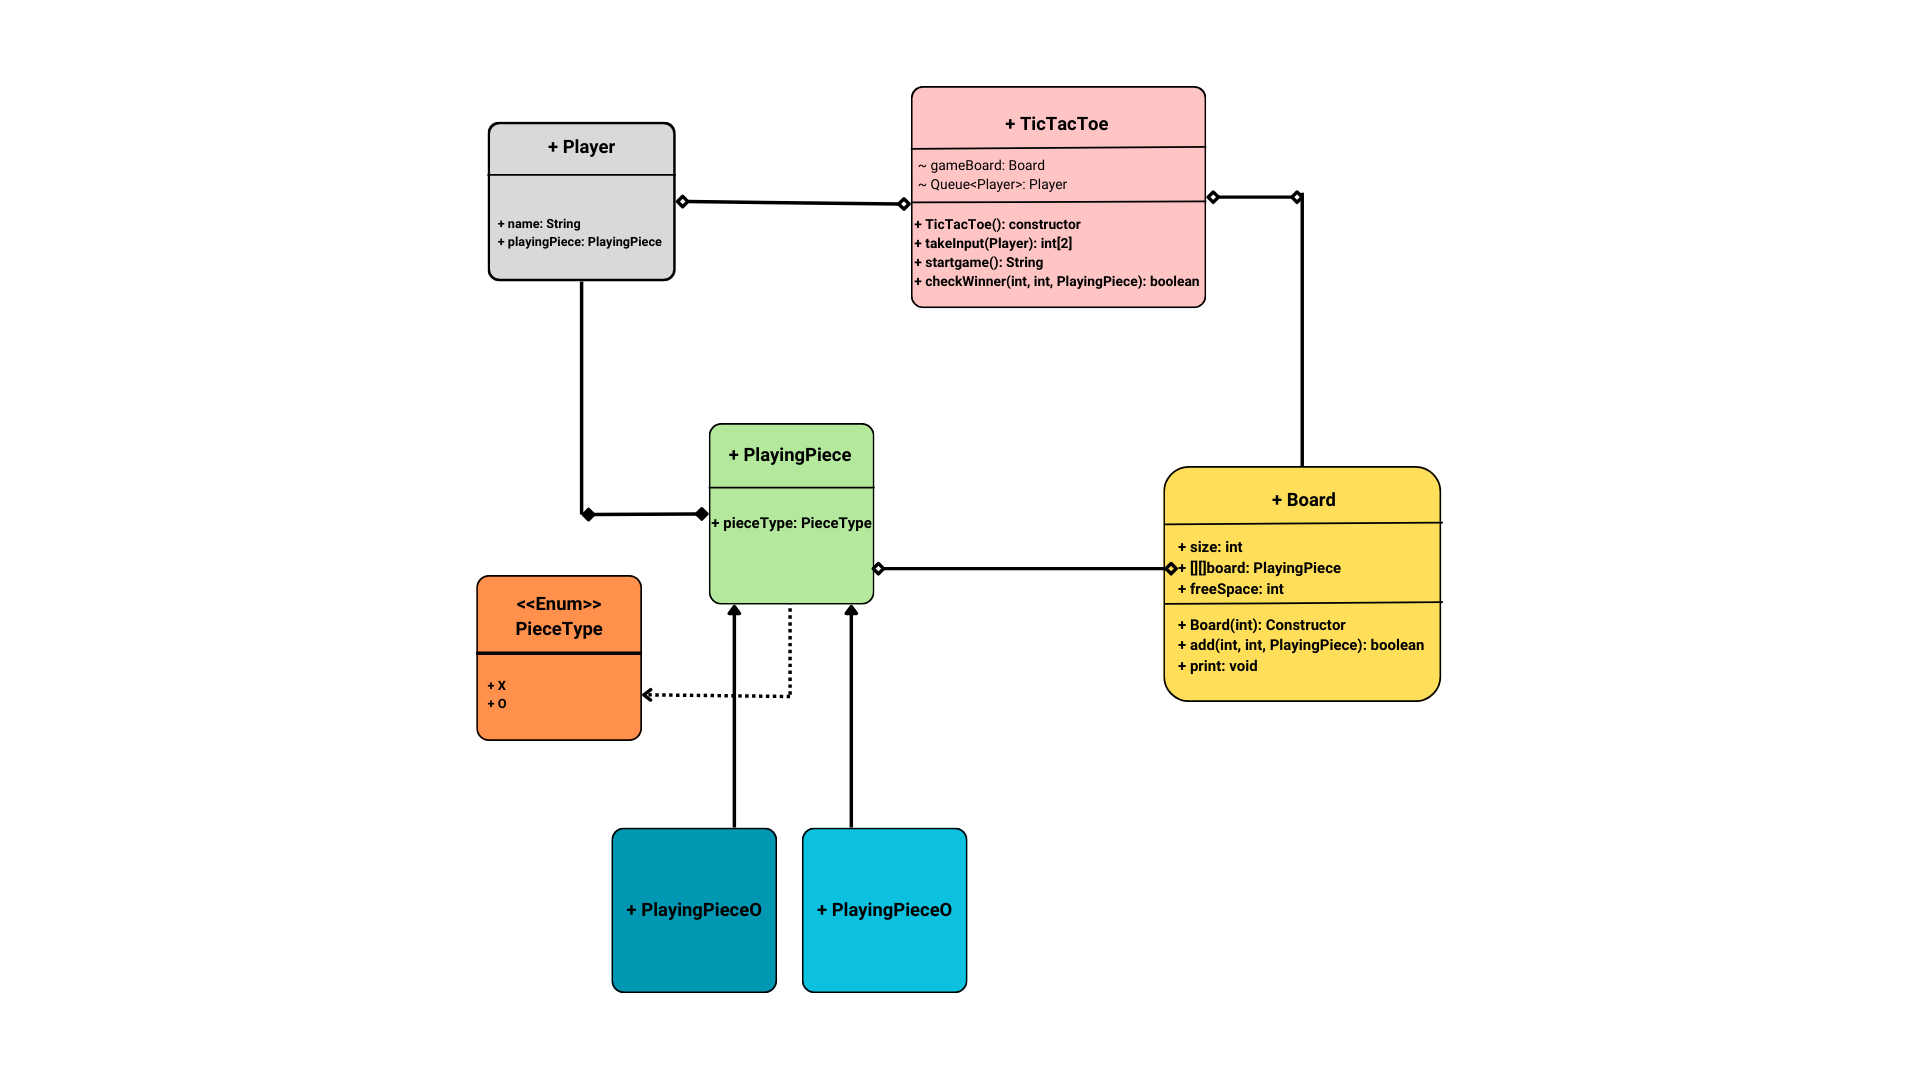 + Player
+ name: String
+ playingPiece: PlayingPiece
+ TicTacToe
~ gameBoard: Board
~ Queue<Player>: Player
+ TicTacToe(): constructor
+ takeInput(Player): int[2]
+ startgame(): String
+ checkWinner(int, int, PlayingPiece): boolean
+ PlayingPiece
+ pieceType: PieceType
+ Board
+ size: int
+ [][]board: PlayingPiece
+ freeSpace: int
+ Board(int): Constructor
+ add(int, int, PlayingPiece): boolean
+ print: void
<<Enum>>
PieceType
+ X
+ O
+ PlayingPieceO
+ PlayingPieceO